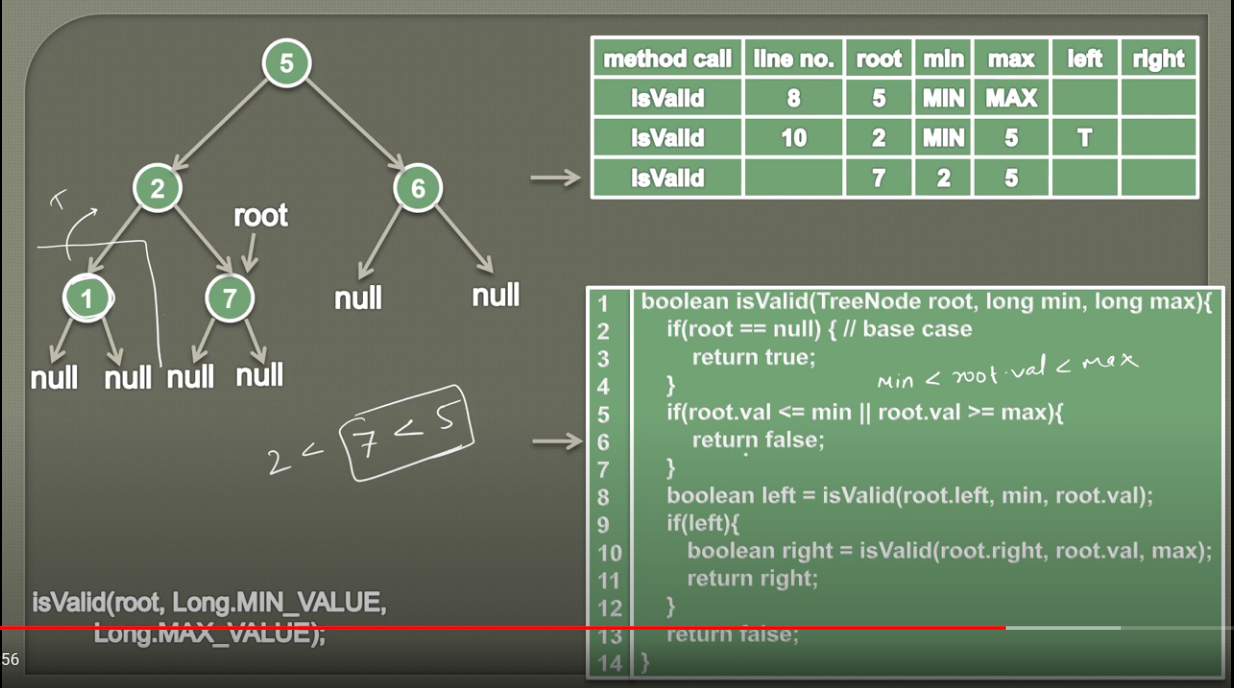 5
2
6
T
root
1
7
null
null
null
null
null
null
2 < 7 < 5
isValid(root, Long.MIN_VALUE,
Long.MAX_VALUE);
56
method call line no. root min max left right
isValid 8 5 MIN MAX
isValid 10 2 MIN 5 T
isValid 7 2 5
1 boolean isValid(TreeNode root, long min, long max){
2 if(root == null) { // base case
3 return true;
min < root.val < max
4 }
5 if(root.val <= min || root.val >= max){
6 return false;
7 }
8 boolean left = isValid(root.left, min, root.val);
9 if(left){
10 boolean right = isValid(root.right, root.val, max);
11 return right;
12 }
13 return false;
14 }